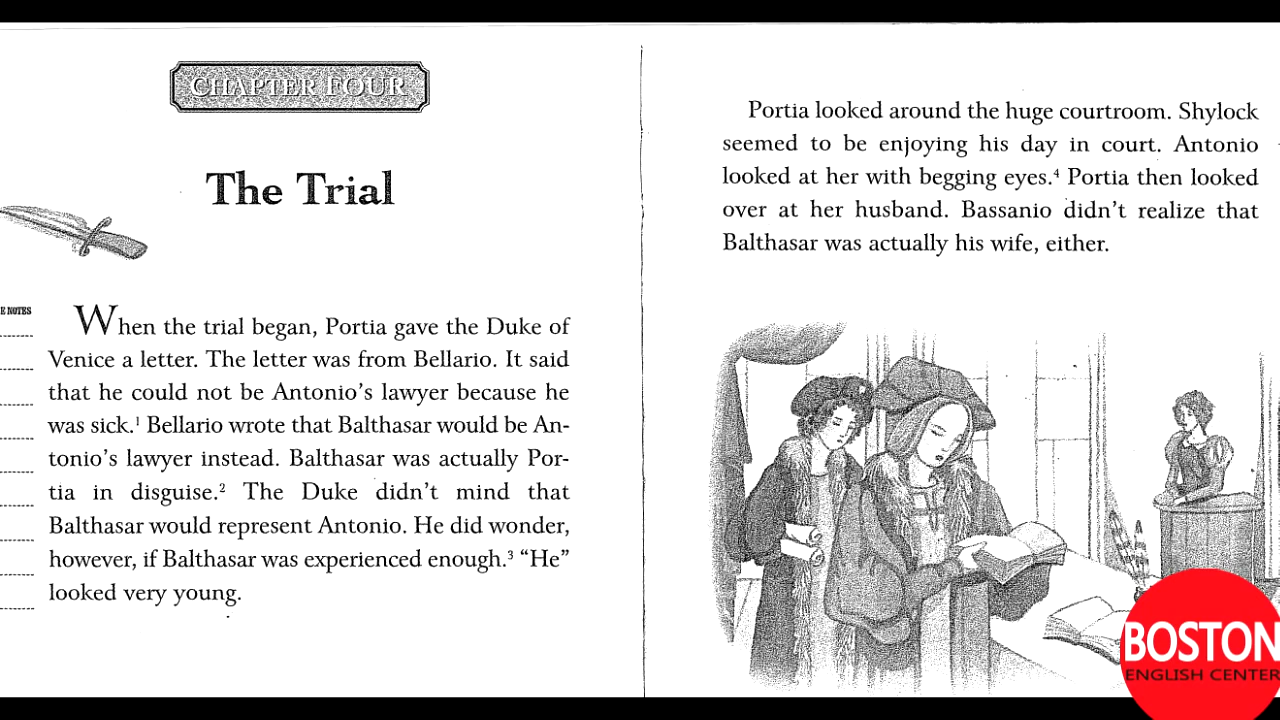 CHAPTER FOUR
The Trial
E NOTES
When the trial began, Portia gave the Duke of
Venice a letter. The letter was from Bellario. It said
that he could not be Antonio's lawyer because he
was sick.¹ Bellario wrote that Balthasar would be An-
tonio's lawyer instead. Balthasar was actually Por-
tia in disguise.² The Duke didn't mind that
Balthasar would represent Antonio. He did wonder,
however, if Balthasar was experienced enough.³ “He”
looked very young.
Portia looked around the huge courtroom. Shylock
seemed to be enjoying his day in court. Antonio
looked at her with begging eyes.⁴ Portia then looked
over at her husband. Bassanio didn't realize that
Balthasar was actually his wife, either.
BOSTON
ENGLISH CENTER